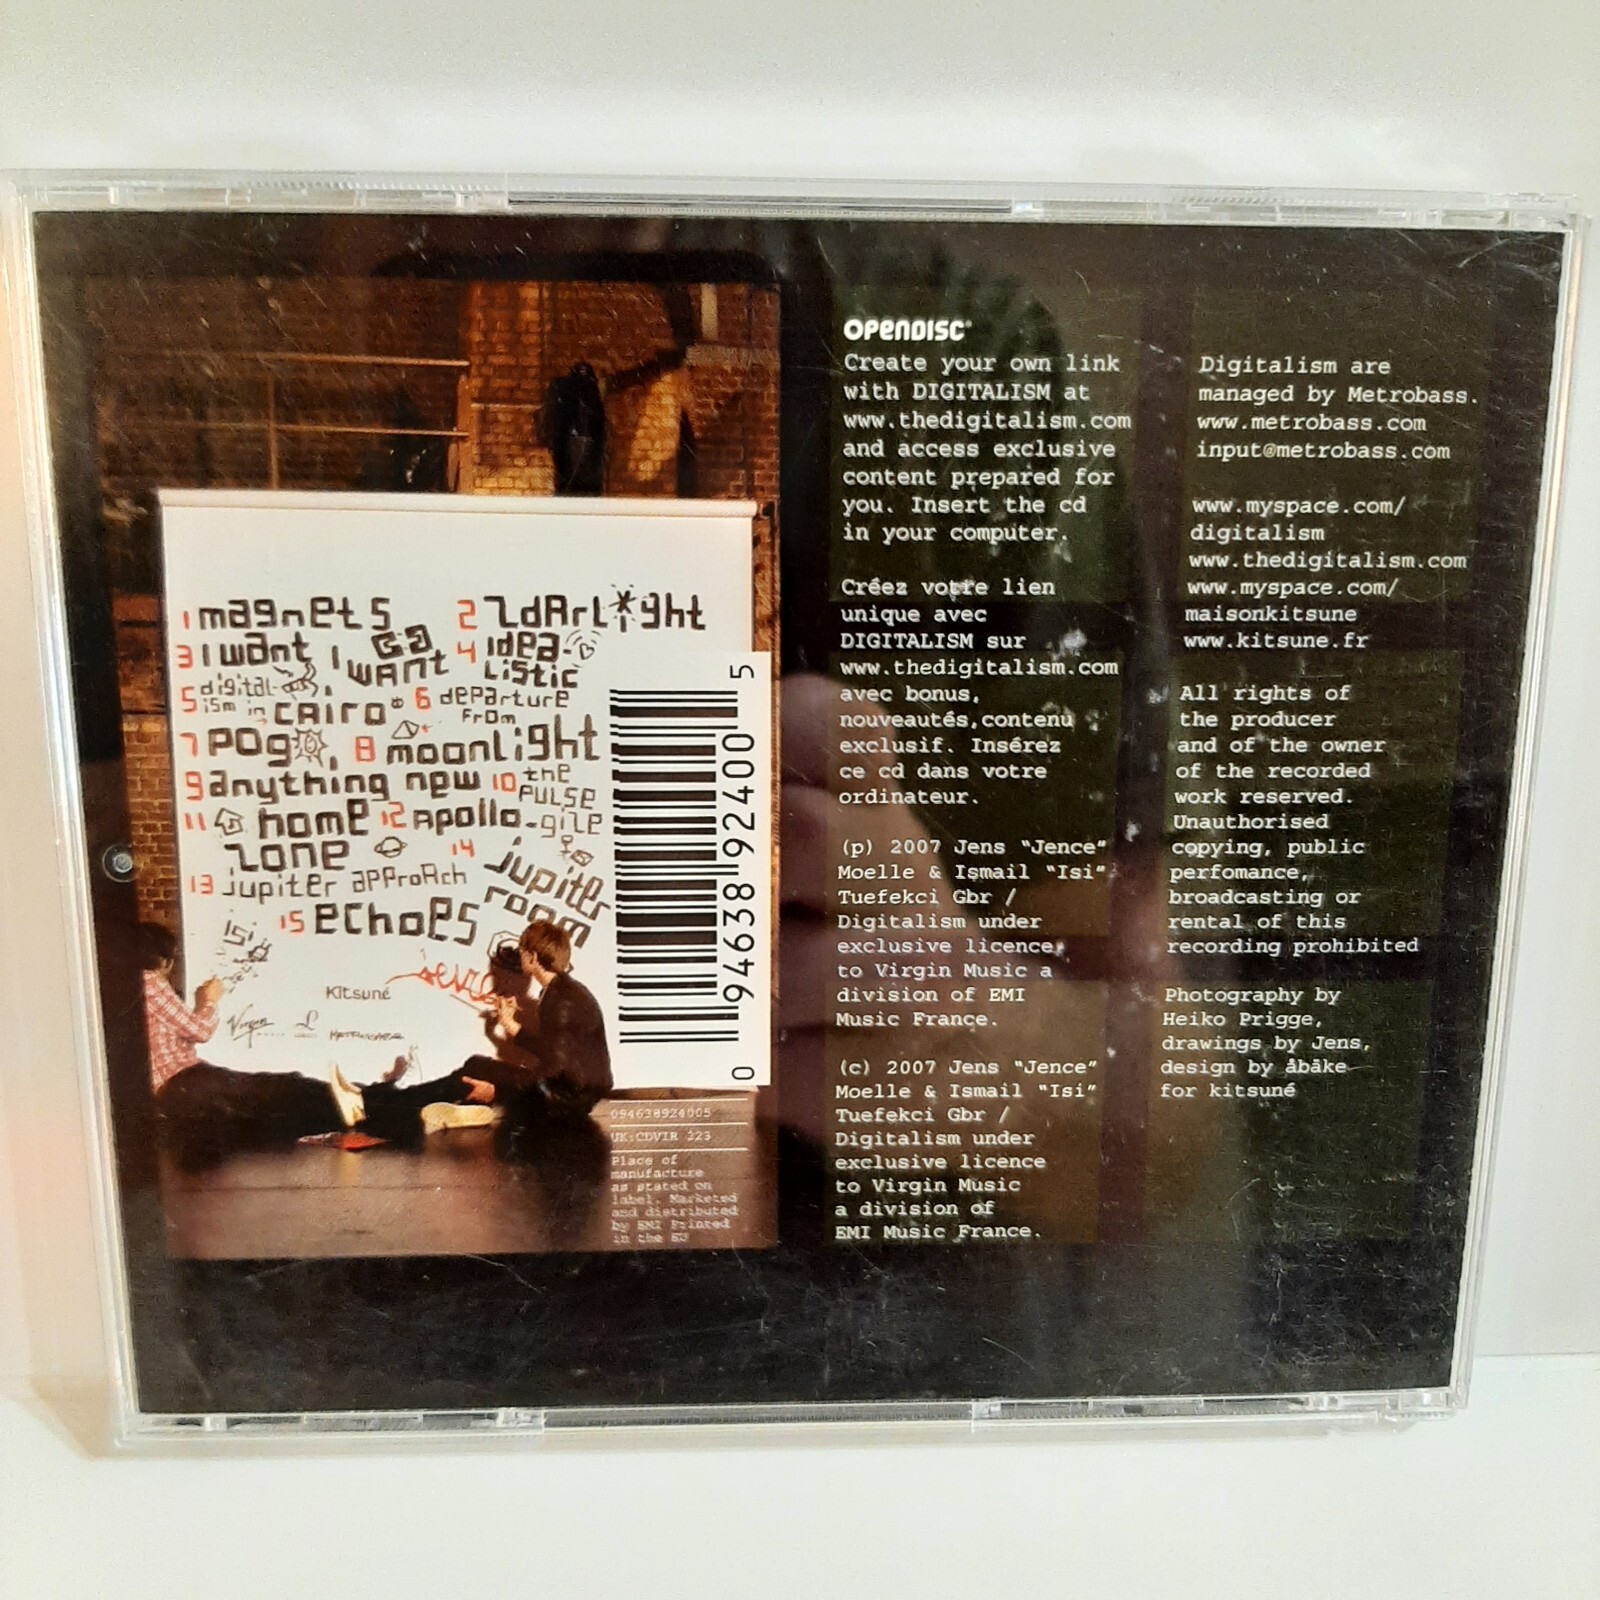 1 magnets 2 zdarlight
3 I want I want 4 idea-
listic
5 digital-
ism in cairo 6 departure
from
7 pogo 8 moonlight
9 anything new 10 the
pulse
11 home 12 Apollo-gize
zone
13 jupiter approach 14 jupiter
room
15 echoes
isi
Kitsuné
Virgin
METROBASS
0 94638 92400 5
094638924005
UK:CDVIR 223
Place of
manufacture
as stated on
label. Marketed
and distributed
by EMI Printed
in the EU
OPENDISC®
Create your own link
with DIGITALISM at
www.thedigitalism.com
and access exclusive
content prepared for
you. Insert the cd
in your computer.
Créez votre lien
unique avec
DIGITALISM sur
www.thedigitalism.com
avec bonus,
nouveautés,contenu
exclusif. Insérez
ce cd dans votre
ordinateur.
(p) 2007 Jens "Jence"
Moelle & Ismail "Isi"
Tuefekci Gbr /
Digitalism under
exclusive licence
to Virgin Music a
division of EMI
Music France.
(c) 2007 Jens "Jence"
Moelle & Ismail "Isi"
Tuefekci Gbr /
Digitalism under
exclusive licence
to Virgin Music
a division of
EMI Music France.
Digitalism are
managed by Metrobass.
www.metrobass.com
input@metrobass.com
www.myspace.com/
digitalism
www.thedigitalism.com
www.myspace.com/
maisonkitsune
www.kitsune.fr
All rights of
the producer
and of the owner
of the recorded
work reserved.
Unauthorised
copying, public
perfomance,
broadcasting or
rental of this
recording prohibited
Photography by
Heiko Prigge,
drawings by Jens,
design by åbäke
for kitsuné